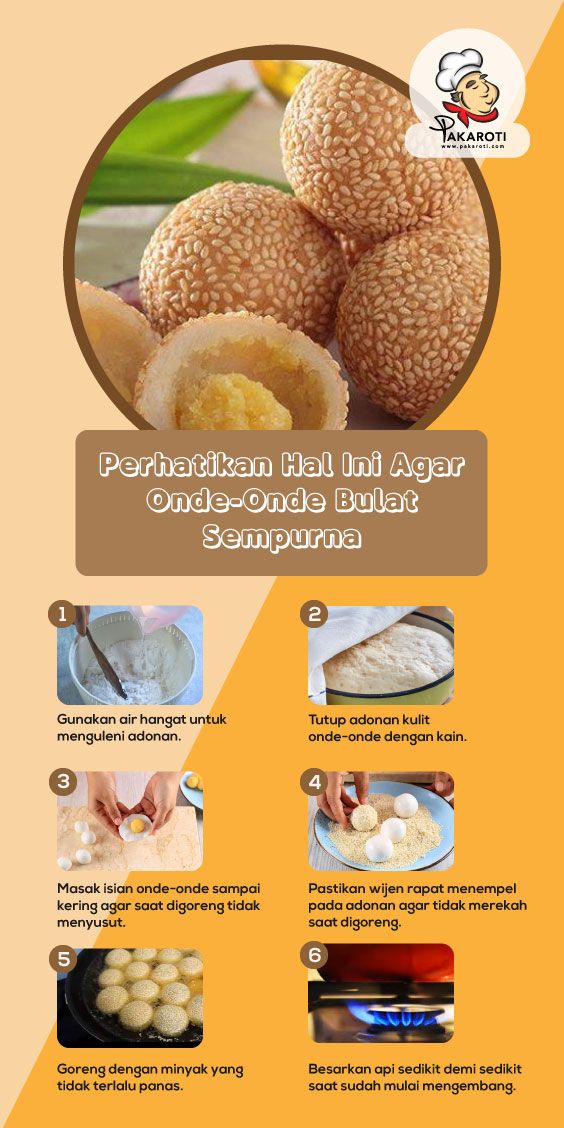 PAKAROTI
www.pakaroti.com
Perhatikan Hal Ini Agar
Onde-Onde Bulat
Sempurna
1
Gunakan air hangat untuk
menguleni adonan.
2
Tutup adonan kulit
onde-onde dengan kain.
3
Masak isian onde-onde sampai
kering agar saat digoreng tidak
menyusut.
4
Pastikan wijen rapat menempel
pada adonan agar tidak merekah
saat digoreng.
5
Goreng dengan minyak yang
tidak terlalu panas.
6
Besarkan api sedikit demi sedikit
saat sudah mulai mengembang.